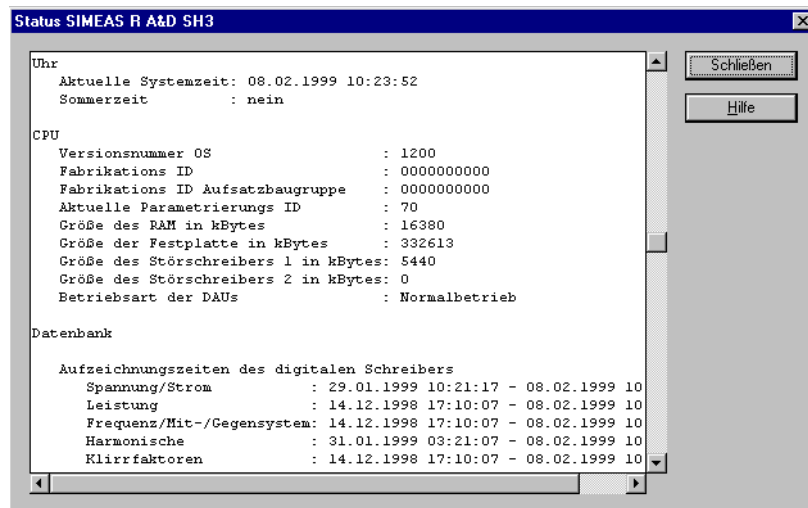 Status SIMEAS R A&D SH3
Uhr
Aktuelle Systemzeit: 08.02.1999 10:23:52
Sommerzeit : nein
CPU
Versionsnummer OS : 1200
Fabrikations ID : 0000000000
Fabrikations ID Aufsatzbaugruppe : 0000000000
Aktuelle Parametrierungs ID : 70
Größe des RAM in kBytes : 16380
Größe der Festplatte in kBytes : 332613
Größe des Störschreibers 1 in kBytes: 5440
Größe des Störschreibers 2 in kBytes: 0
Betriebsart der DAUs : Normalbetrieb
Datenbank
Aufzeichnungszeiten des digitalen Schreibers
Spannung/Strom : 29.01.1999 10:21:17 - 08.02.1999 10
Leistung : 14.12.1998 17:10:07 - 08.02.1999 10
Frequenz/Mit-/Gegensystem: 14.12.1998 17:10:07 - 08.02.1999 10
Harmonische : 31.01.1999 03:21:07 - 08.02.1999 10
Klirrfaktoren : 14.12.1998 17:10:07 - 08.02.1999 10
Schließen
Hilfe